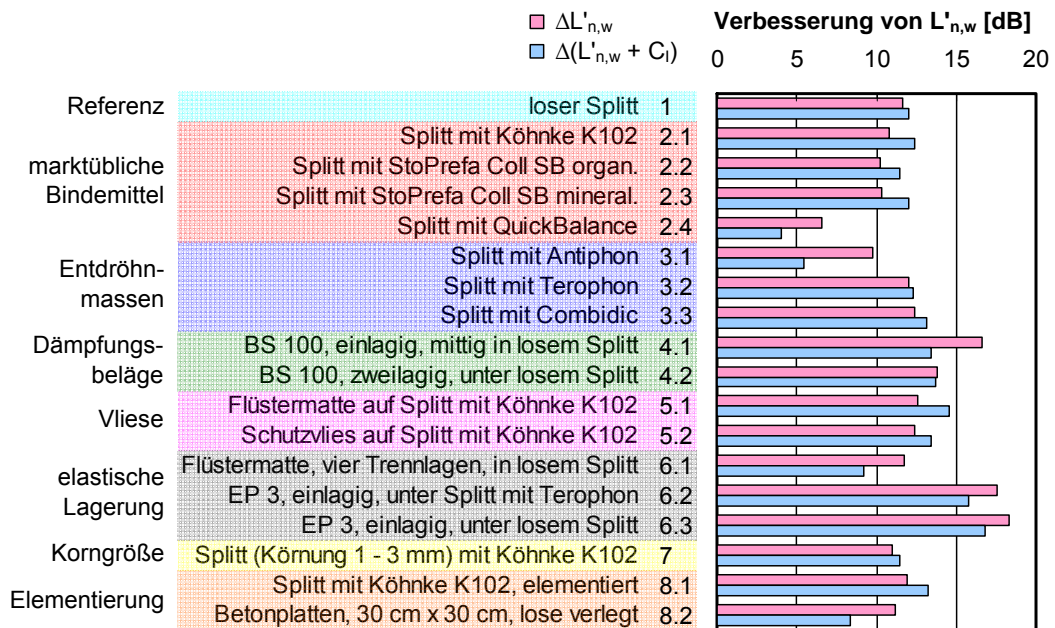 ΔL'n,w
Δ(L'n,w + CI)
Verbesserung von L'n,w [dB]
0 5 10 15 20
Referenz
loser Splitt 1
marktübliche
Bindemittel
Splitt mit Köhnke K102 2.1
Splitt mit StoPrefa Coll SB organ. 2.2
Splitt mit StoPrefa Coll SB mineral. 2.3
Splitt mit QuickBalance 2.4
Entdröhn-
massen
Splitt mit Antiphon 3.1
Splitt mit Terophon 3.2
Splitt mit Combidic 3.3
Dämpfungs-
beläge
BS 100, einlagig, mittig in losem Splitt 4.1
BS 100, zweilagig, unter losem Splitt 4.2
Vliese
Flüstermatte auf Splitt mit Köhnke K102 5.1
Schutzvlies auf Splitt mit Köhnke K102 5.2
elastische
Lagerung
Flüstermatte, vier Trennlagen, in losem Splitt 6.1
EP 3, einlagig, unter Splitt mit Terophon 6.2
EP 3, einlagig, unter losem Splitt 6.3
Korngröße
Splitt (Körnung 1 - 3 mm) mit Köhnke K102 7
Elementierung
Splitt mit Köhnke K102, elementiert 8.1
Betonplatten, 30 cm x 30 cm, lose verlegt 8.2